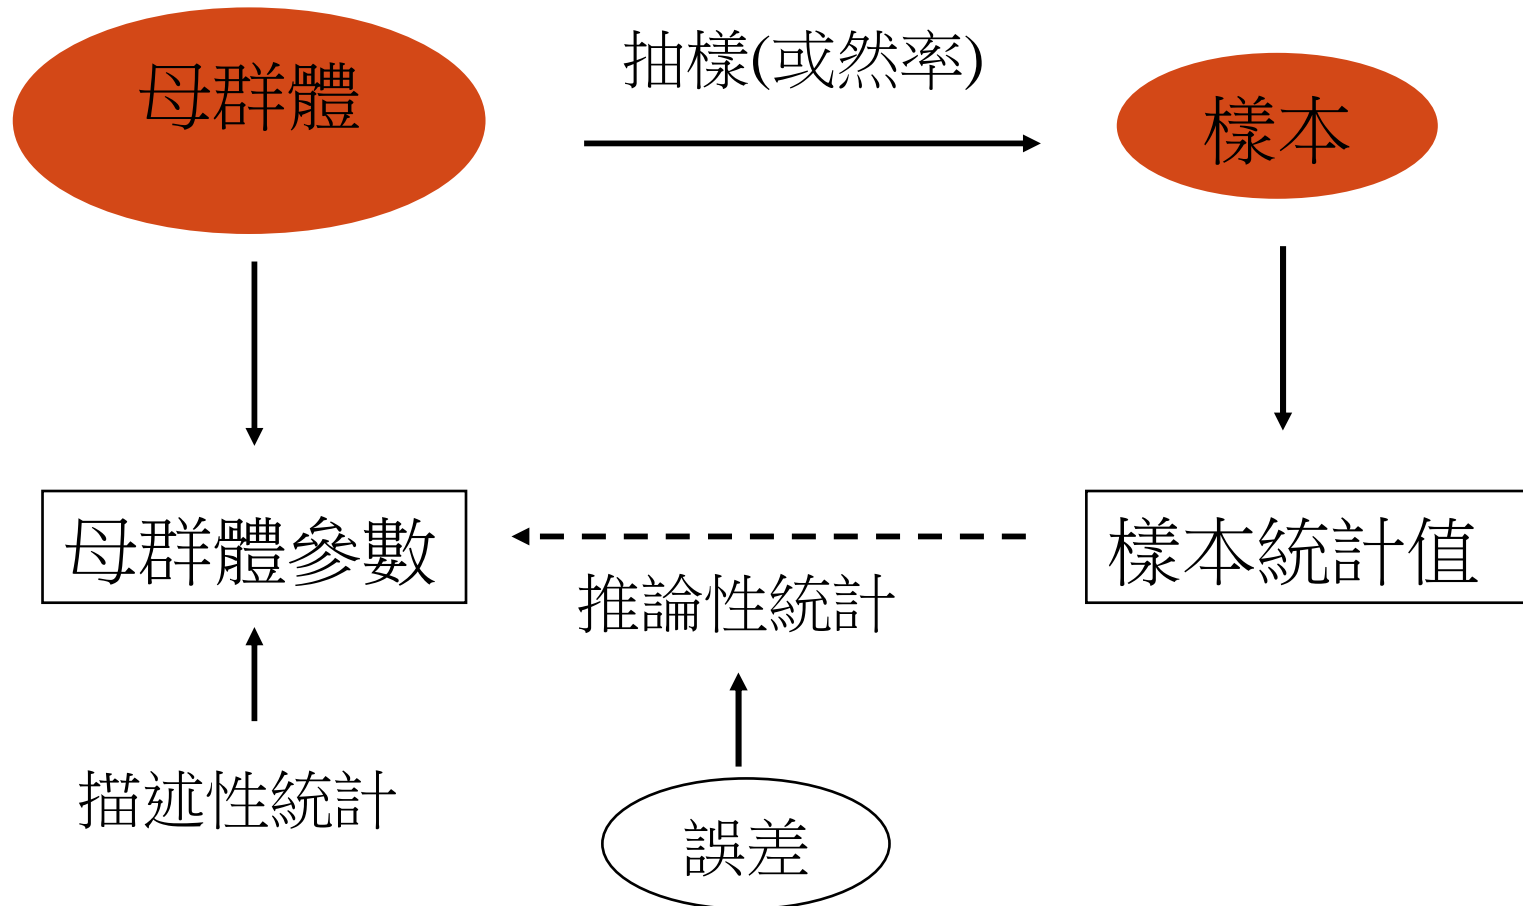 母群體
抽樣(或然率)
樣本
母群體參數
樣本統計值
推論性統計
描述性統計
誤差